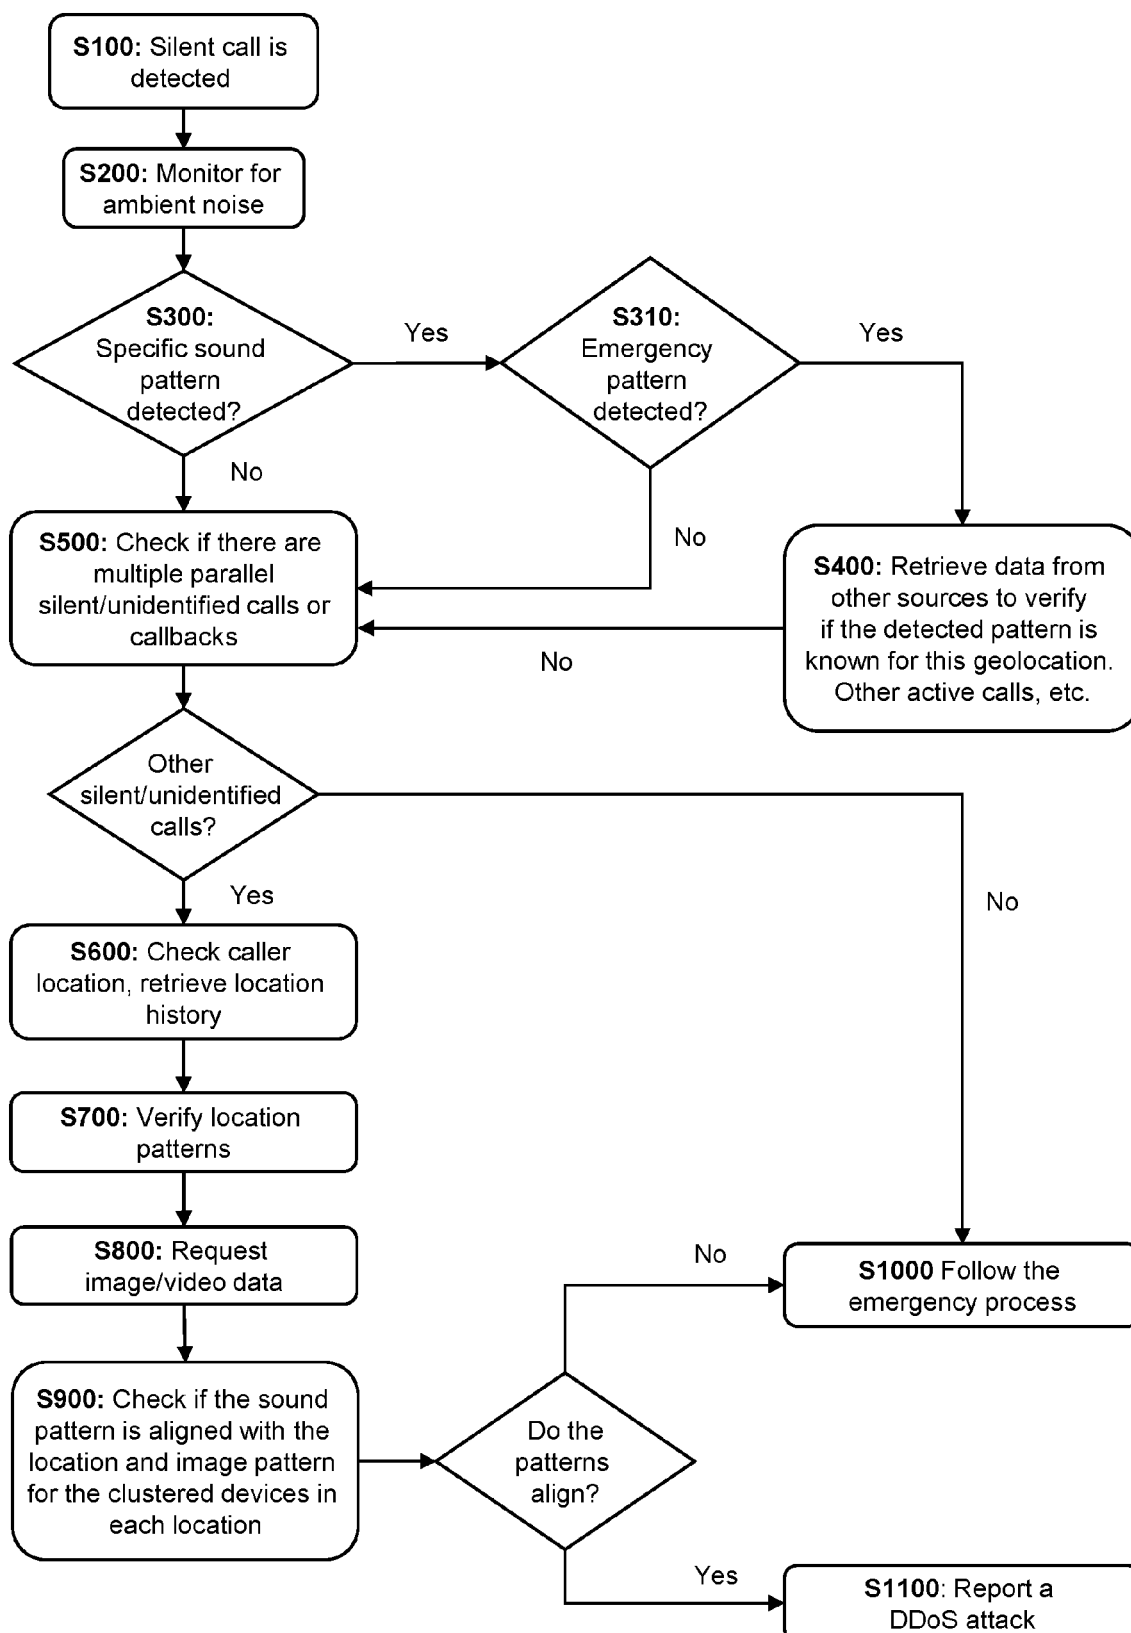 S100: Silent call is
detected
S200: Monitor for
ambient noise
S300:
Specific sound
pattern
detected?
Yes
S310:
Emergency
pattern
detected?
Yes
No
No
S500: Check if there are
multiple parallel
silent/unidentified calls or
callbacks
S400: Retrieve data from
other sources to verify
if the detected pattern is
known for this geolocation.
Other active calls, etc.
No
Other
silent/unidentified
calls?
Yes
No
S600: Check caller
location, retrieve location
history
S700: Verify location
patterns
S800: Request
image/video data
No
S1000 Follow the
emergency process
S900: Check if the sound
pattern is aligned with the
location and image pattern
for the clustered devices in
each location
Do the
patterns
align?
Yes
S1100: Report a
DDoS attack